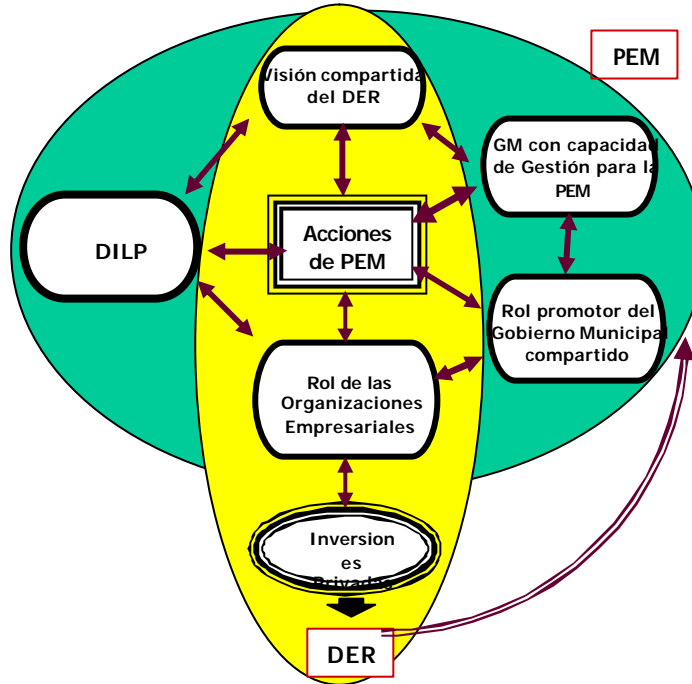 PEM
Visión compartida
del DER
GM con capacidad
de Gestión para la
PEM
DILP
Acciones
de PEM
Rol promotor del
Gobierno Municipal
compartido
Rol de las
Organizaciones
Empresariales
Inversion
es
Privadas
DER